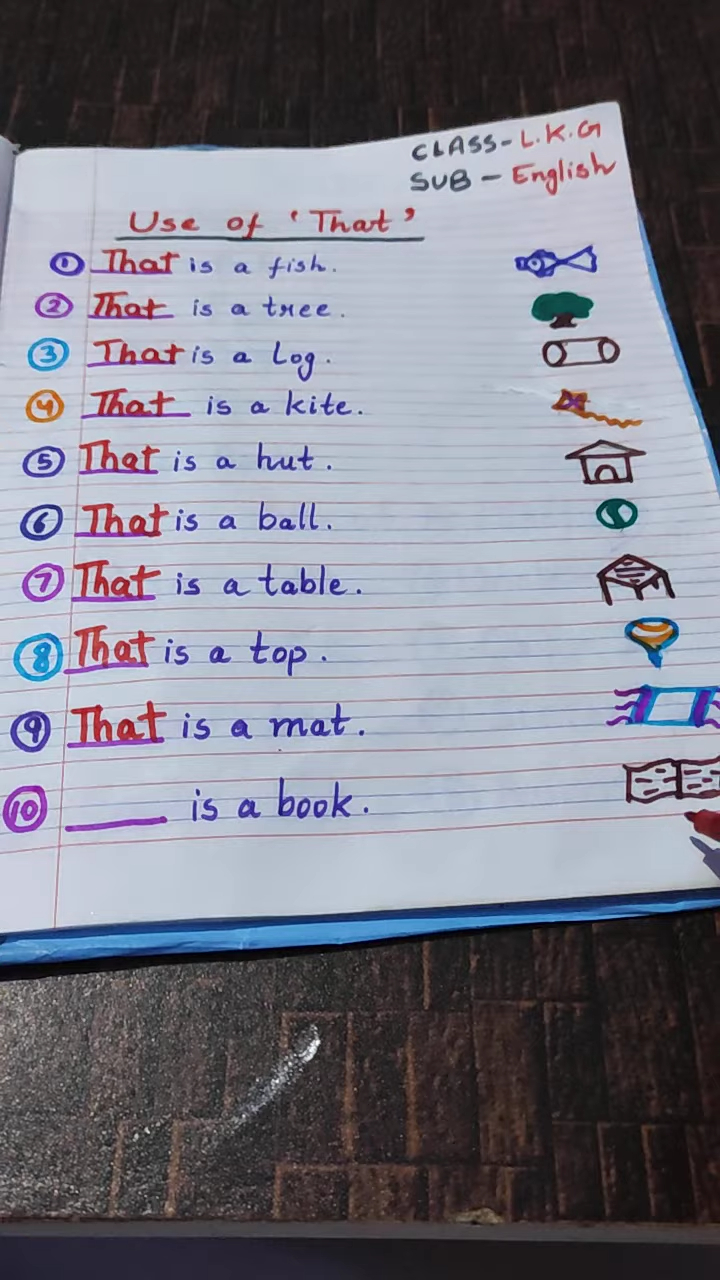 CLASS- L.K.G
SUB - English
Use of 'That'
1 That is a fish.
2 That is a tree.
3 That is a Log.
4 That is a kite.
5 That is a hut.
6 That is a ball.
7 That is a table.
8 That is a top.
9 That is a mat.
10 ____ is a book.